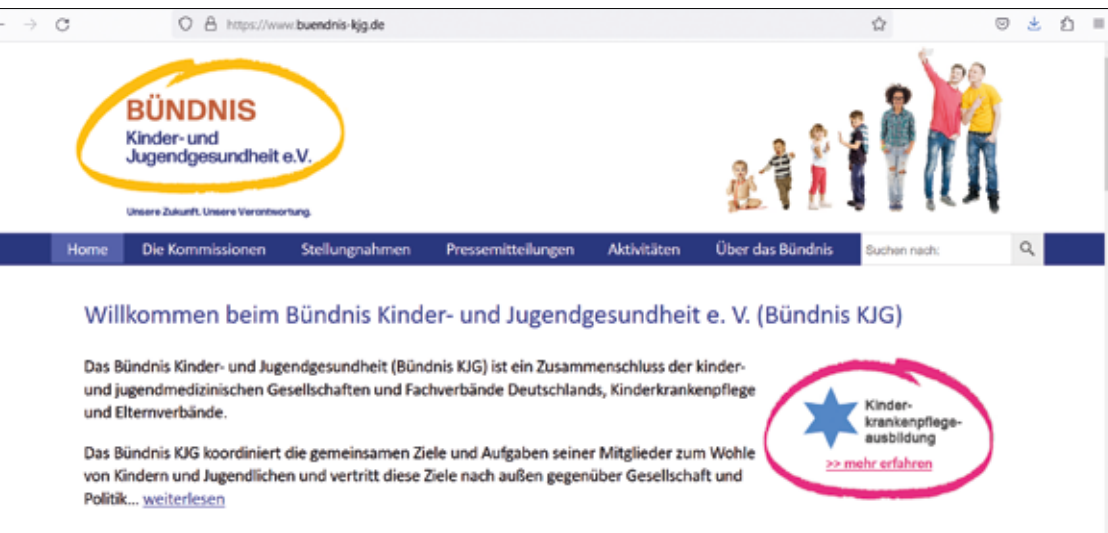 https://www.buendnis-kjg.de
BÜNDNIS
Kinder- und
Jugendgesundheit e.V.
Unsere Zukunft. Unsere Verantwortung.
Home Die Kommissionen Stellungnahmen Pressemitteilungen Aktivitäten Über das Bündnis Suchen nach:
Willkommen beim Bündnis Kinder- und Jugendgesundheit e. V. (Bündnis KJG)
Das Bündnis Kinder- und Jugendgesundheit (Bündnis KJG) ist ein Zusammenschluss der kinder-
und jugendmedizinischen Gesellschaften und Fachverbände Deutschlands, Kinderkrankenpflege
und Elternverbände.
Das Bündnis KJG koordiniert die gemeinsamen Ziele und Aufgaben seiner Mitglieder zum Wohle
von Kindern und Jugendlichen und vertritt diese Ziele nach außen gegenüber Gesellschaft und
Politik... weiterlesen
Kinder-
krankenpflege-
ausbildung
>> mehr erfahren